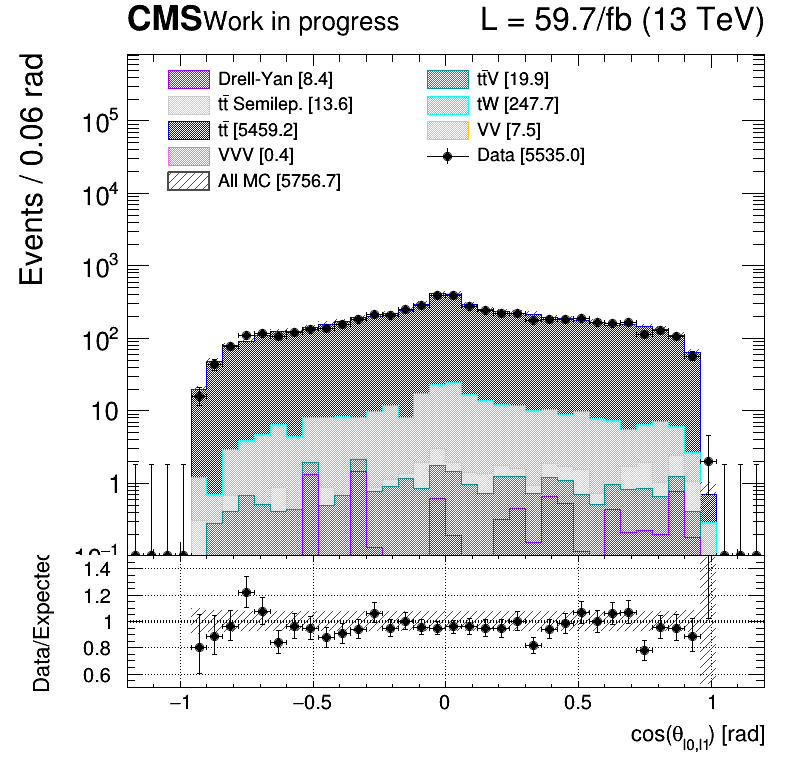 CMS Work in progress L = 59.7/fb (13 TeV)
Events / 0.06 rad
Drell-Yan [8.4]
tt̄ Semilep. [13.6]
tt̄ [5459.2]
VVV [0.4]
All MC [5756.7]
tt̄V [19.9]
tW [247.7]
VV [7.5]
Data [5535.0]
10⁵
10⁴
10³
10²
10
1
10⁻¹
Data/Expected
1.4
1.2
1
0.8
0.6
−1 −0.5 0 0.5 1
cos(θ_l0,l1) [rad]